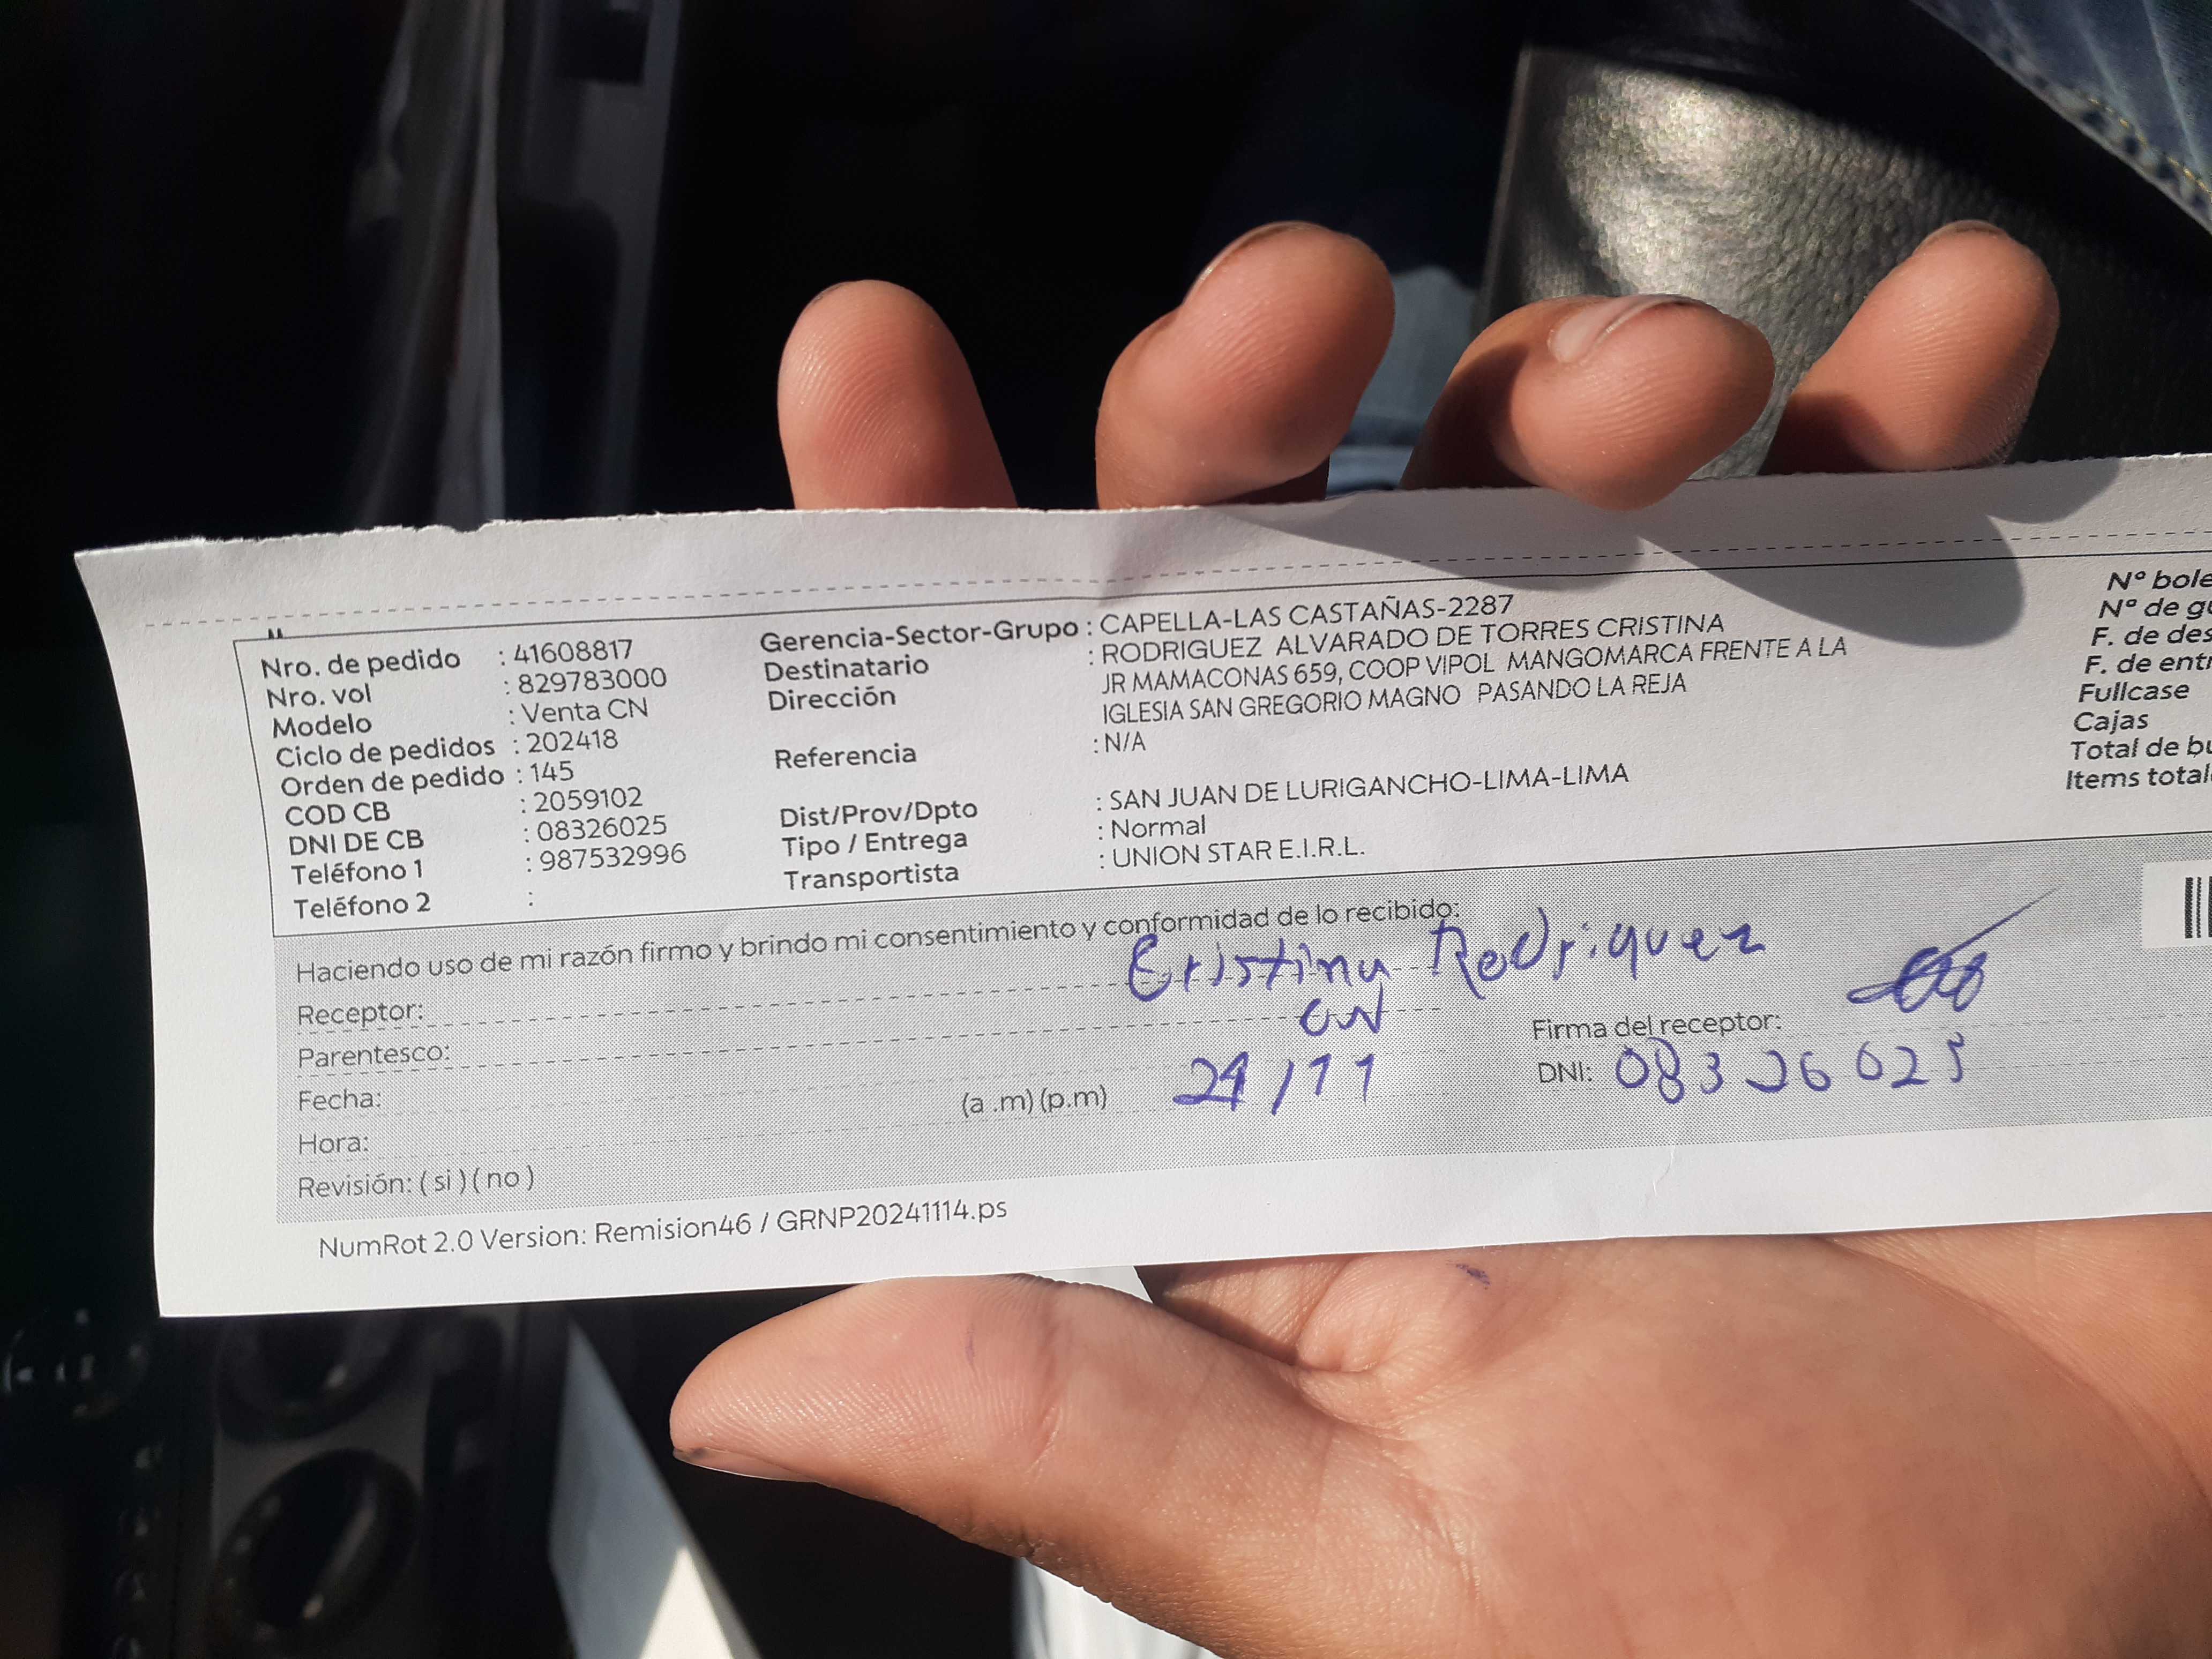 Nro. de pedido : 41608817
Nro. vol : 829783000
Modelo : Venta CN
Ciclo de pedidos : 202418
Orden de pedido : 145
COD CB : 2059102
DNI DE CB : 08326025
Teléfono 1 : 987532996
Teléfono 2 :
Gerencia-Sector-Grupo : CAPELLA-LAS CASTAÑAS-2287
Destinatario : RODRIGUEZ ALVARADO DE TORRES CRISTINA
Dirección JR MAMACONAS 659, COOP VIPOL MANGOMARCA FRENTE A LA
IGLESIA SAN GREGORIO MAGNO PASANDO LA REJA
Referencia : N/A
Dist/Prov/Dpto : SAN JUAN DE LURIGANCHO-LIMA-LIMA
Tipo / Entrega : Normal
Transportista : UNION STAR E.I.R.L.
N° bole
N° de gu
F. de des
F. de entr
Fullcase
Cajas
Total de bu
Items total
Haciendo uso de mi razón firmo y brindo mi consentimiento y conformidad de lo recibido:
Receptor: Cristina Rodriguez
Parentesco:
Fecha: /11
Hora: (a .m) (p.m)
Revisión: ( si ) ( no )
Firma del receptor:
DNI: 08326025
NumRot 2.0 Version: Remision46 / GRNP20241114.ps